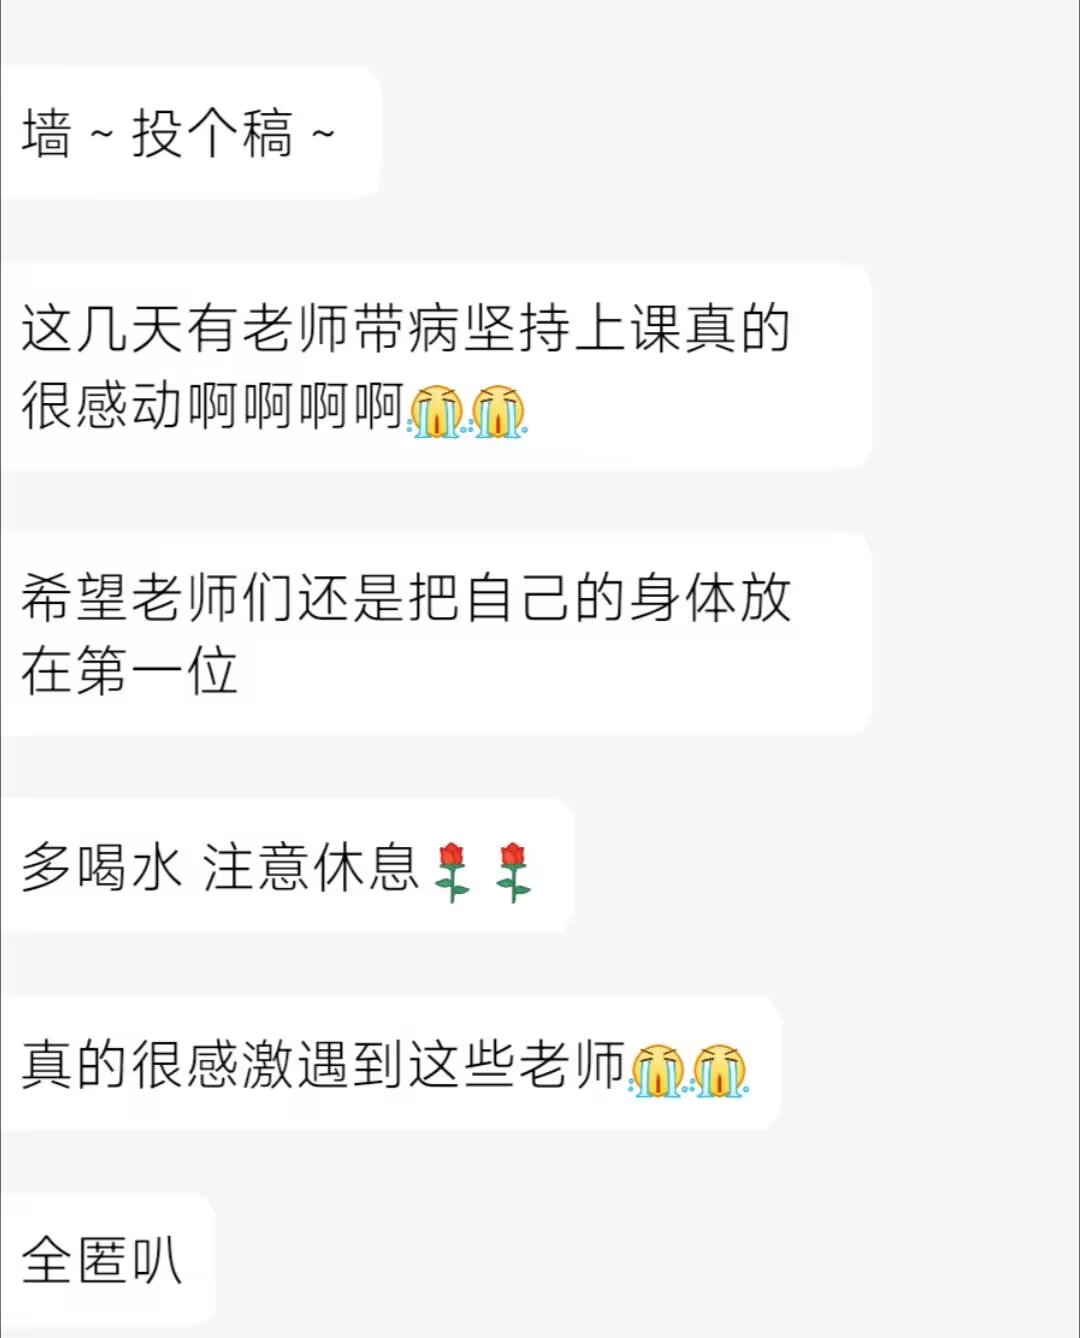 墙~投个稿~
这几天有老师带病坚持上课真的
很感动啊啊啊啊😭😭
希望老师们还是把自己的身体放
在第一位
多喝水 注意休息🌹🌹
真的很感激遇到这些老师😭😭
全匿叭